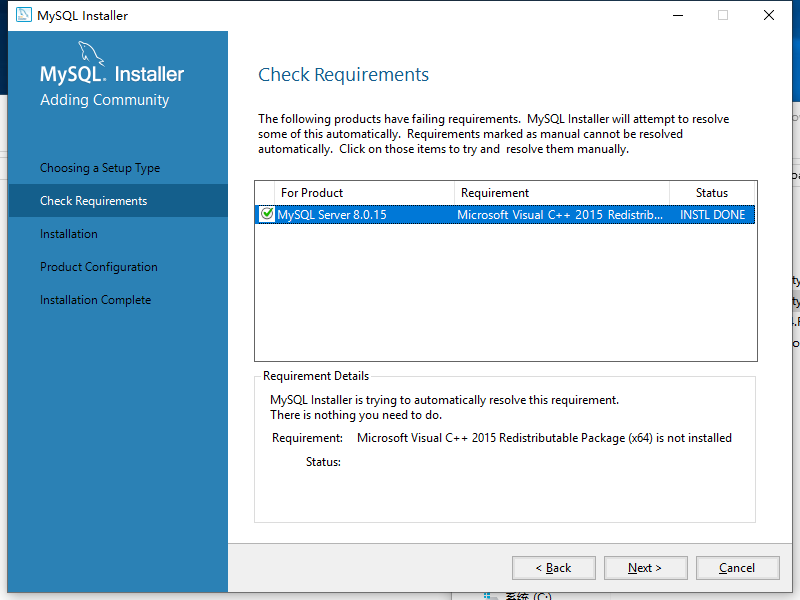 MySQL Installer
MySQL. Installer
Adding Community
Choosing a Setup Type
Check Requirements
Installation
Product Configuration
Installation Complete
Check Requirements
The following products have failing requirements. MySQL Installer will attempt to resolve
some of this automatically. Requirements marked as manual cannot be resolved
automatically. Click on those items to try and resolve them manually.
For Product Requirement Status
MySQL Server 8.0.15 Microsoft Visual C++ 2015 Redistrib... INSTL DONE
Requirement Details
MySQL Installer is trying to automatically resolve this requirement.
There is nothing you need to do.
Requirement: Microsoft Visual C++ 2015 Redistributable Package (x64) is not installed
Status:
< Back Next > Cancel
系统 (C:)